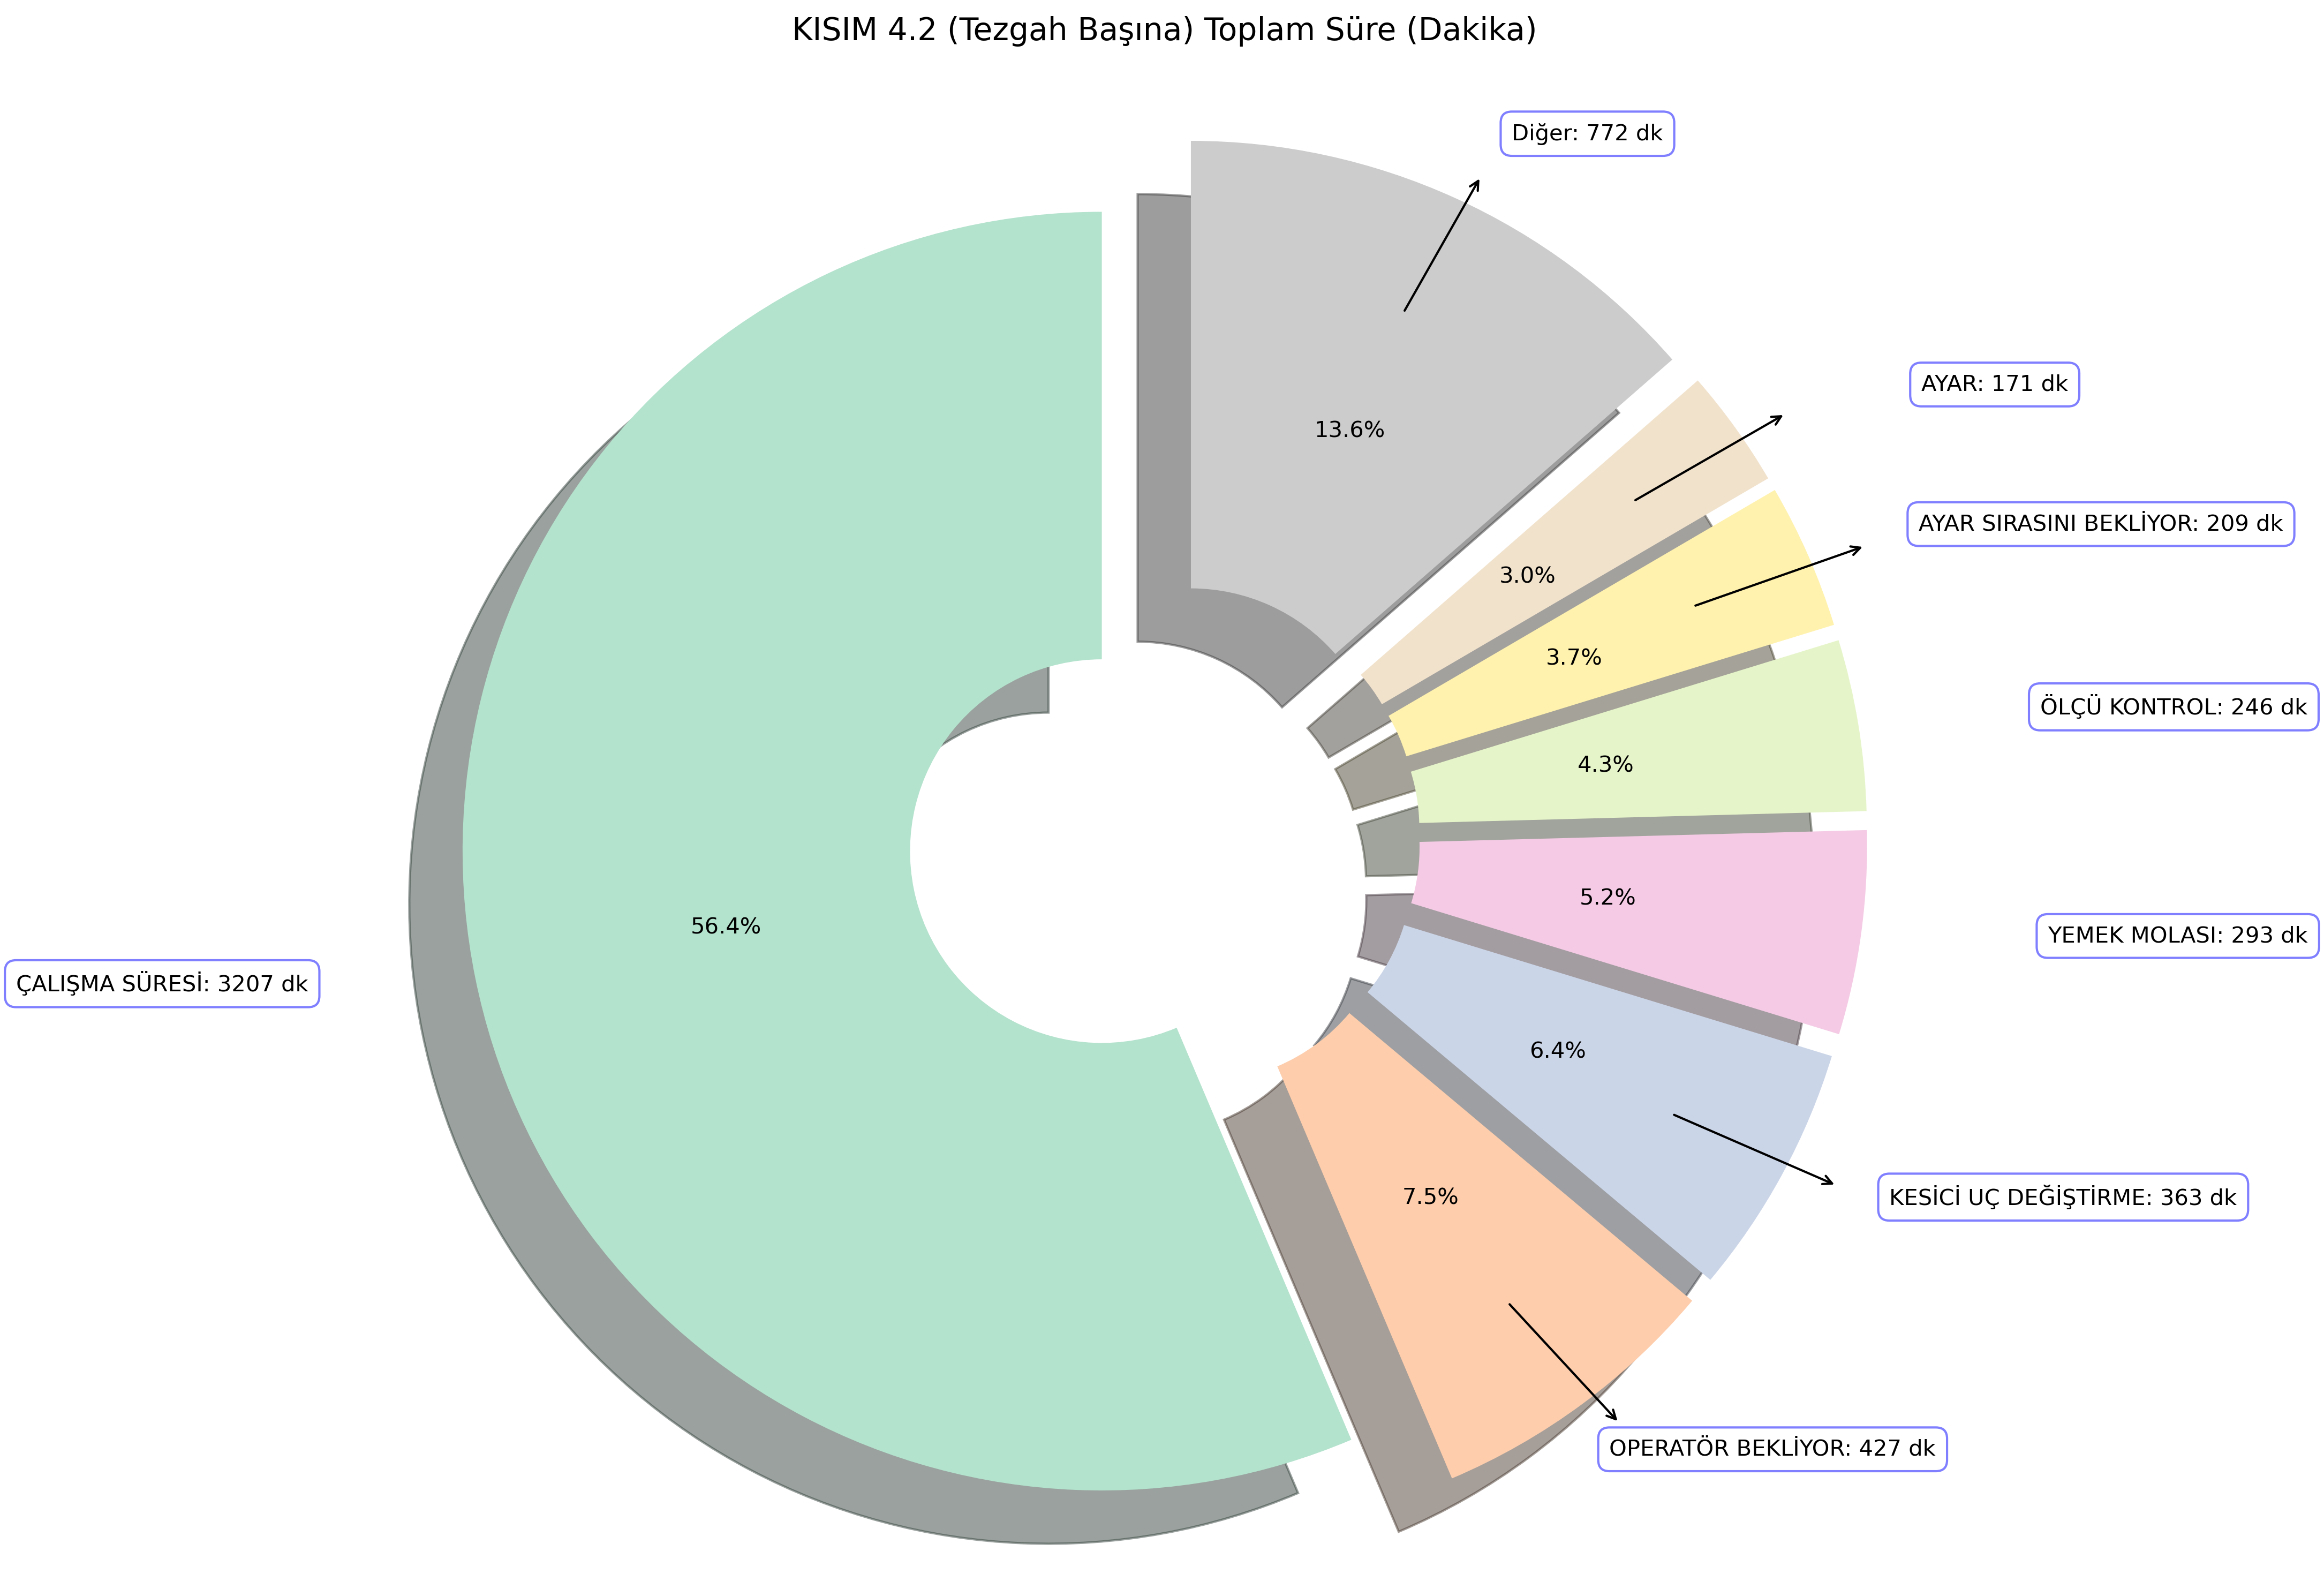 KISIM 4.2 (Tezgah Başına) Toplam Süre (Dakika)
Diğer: 772 dk
13.6%
AYAR: 171 dk
3.0%
AYAR SIRASINI BEKLİYOR: 209 dk
3.7%
ÖLÇÜ KONTROL: 246 dk
4.3%
5.2%
YEMEK MOLASI: 293 dk
56.4%
ÇALIŞMA SÜRESİ: 3207 dk
6.4%
KESİCİ UÇ DEĞİŞTİRME: 363 dk
7.5%
OPERATÖR BEKLİYOR: 427 dk